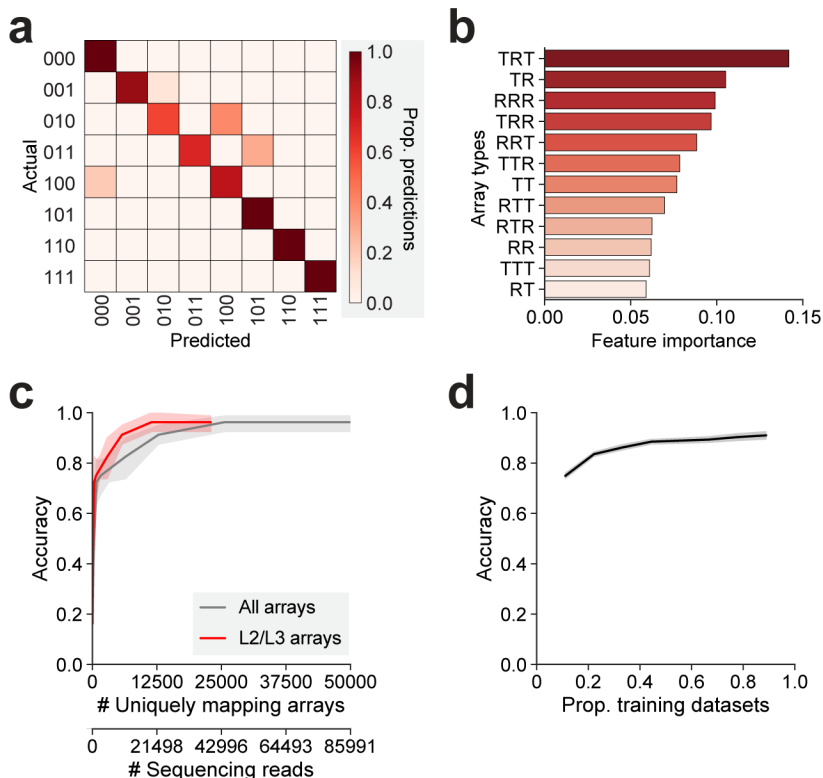 a
Actual
000
001
010
011
100
101
110
111
000
001
010
011
100
101
110
111
Predicted
1.0
0.8
0.6
0.4
0.2
0.0
Prop. predictions
b
Array types
TRT
TR
RRR
TRR
RRT
TTR
TT
RTT
RTR
RR
TTT
RT
0.00 0.05 0.10 0.15
Feature importance
c
Accuracy
1.0
0.8
0.6
0.4
0.2
0.0
All arrays
L2/L3 arrays
0 12500 25000 37500 50000
# Uniquely mapping arrays
0 21498 42996 64493 85991
# Sequencing reads
d
Accuracy
1.0
0.8
0.6
0.4
0.2
0.0
0 0.2 0.4 0.6 0.8 1.0
Prop. training datasets